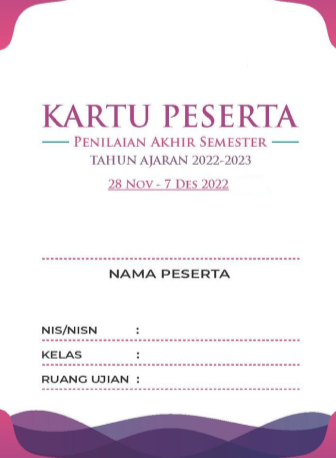 KARTU PESERTA
PENILAIAN AKHIR SEMESTER
TAHUN AJARAN 2022-2023
28 NOV - 7 DES 2022
NAMA PESERTA
NIS/NISN :
KELAS :
RUANG UJIAN :